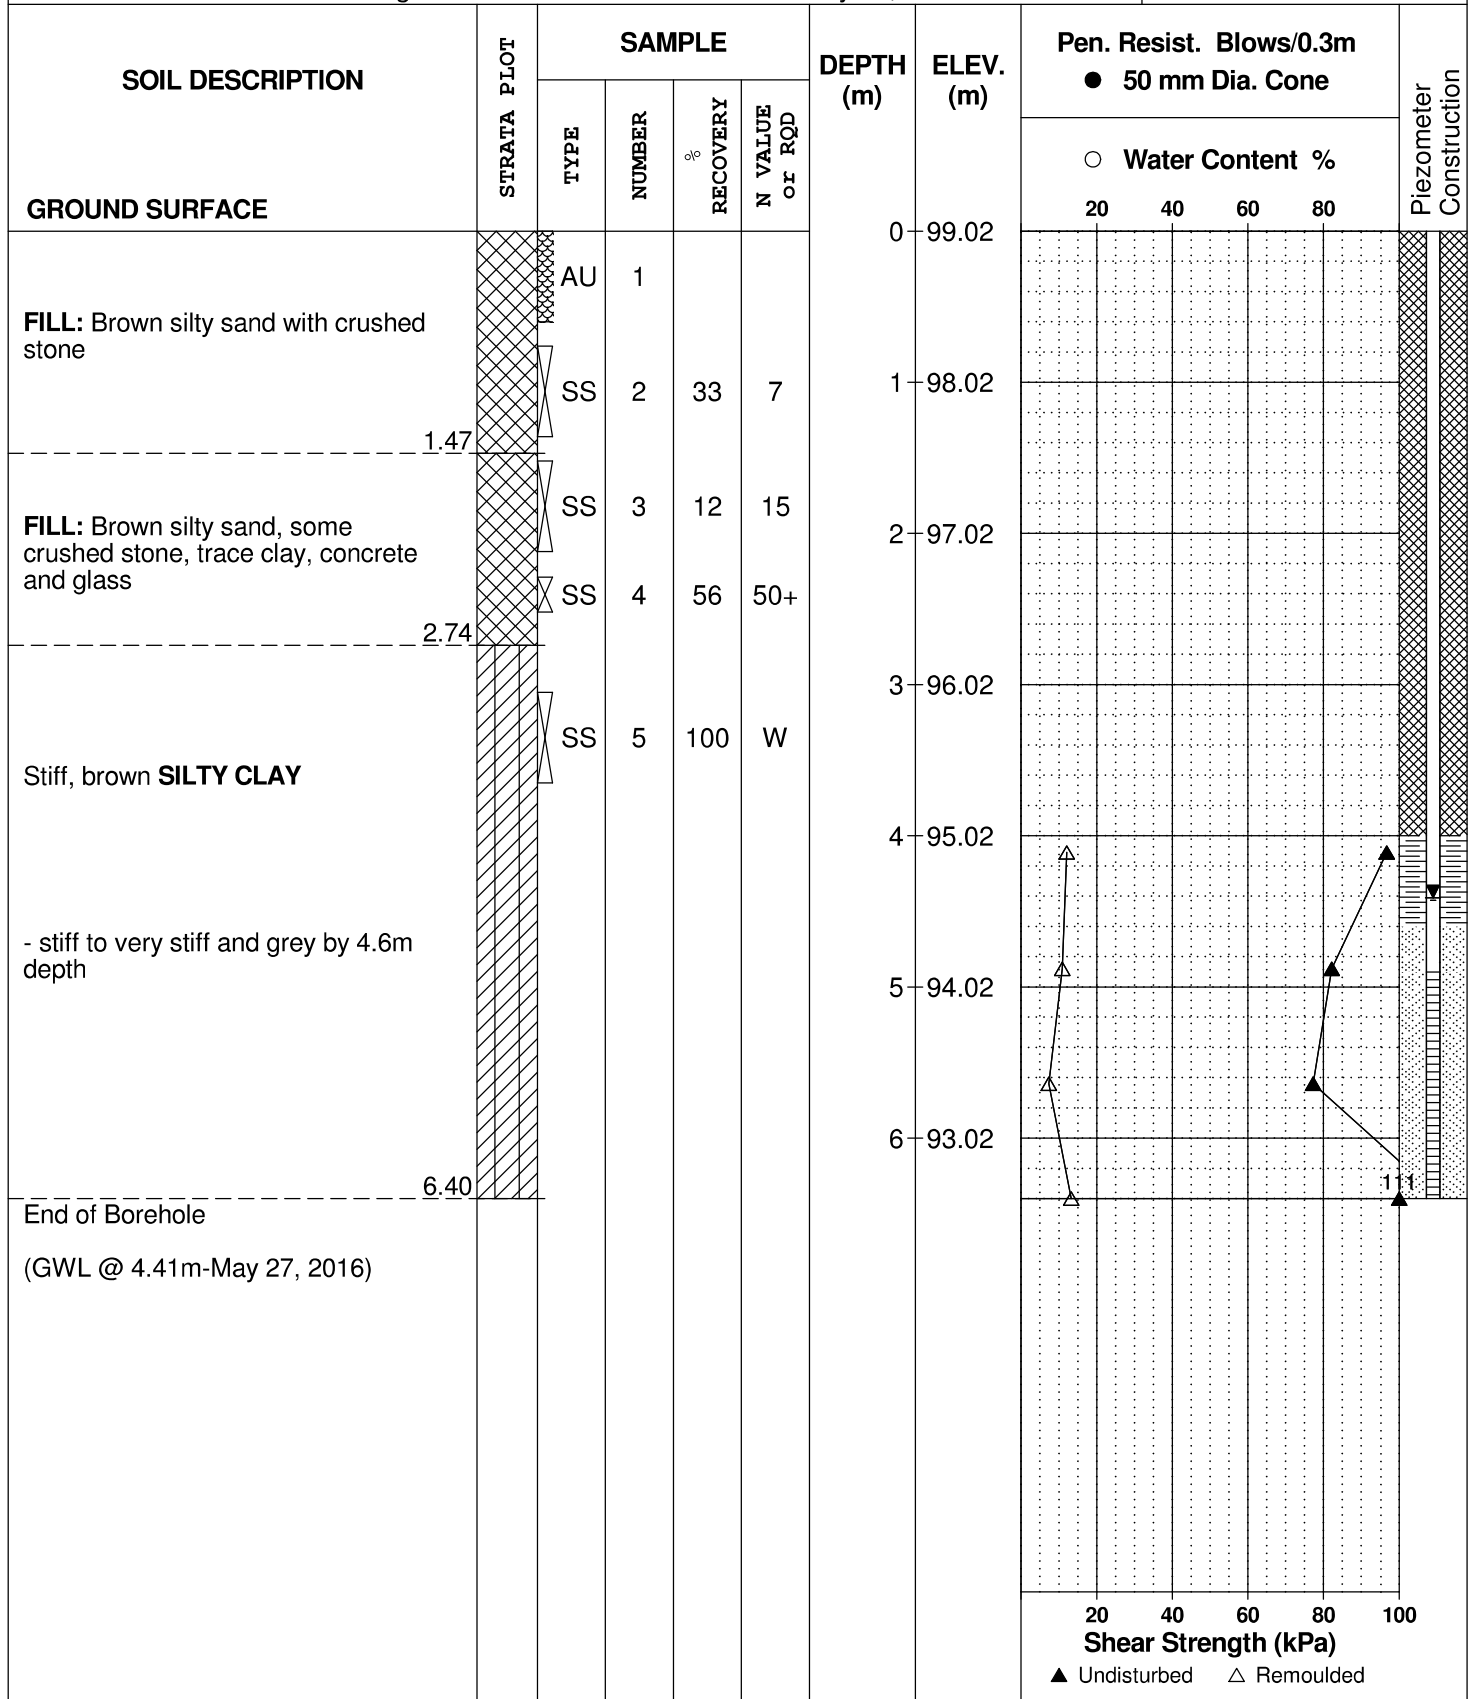 SOIL DESCRIPTION
GROUND SURFACE
STRATA PLOT
SAMPLE
TYPE
NUMBER
%
RECOVERY
N VALUE
or RQD
DEPTH
(m)
ELEV.
(m)
Pen. Resist. Blows/0.3m
● 50 mm Dia. Cone
○ Water Content %
20 40 60 80
Piezometer
Construction
0 99.02
AU 1
FILL: Brown silty sand with crushed
stone
1 98.02
SS 2 33 7
1.47
SS 3 12 15
FILL: Brown silty sand, some
crushed stone, trace clay, concrete
and glass
2 97.02
SS 4 56 50+
2.74
3 96.02
SS 5 100 W
Stiff, brown SILTY CLAY
4 95.02
- stiff to very stiff and grey by 4.6m
depth
5 94.02
6 93.02
111
6.40
End of Borehole
(GWL @ 4.41m-May 27, 2016)
20 40 60 80 100
Shear Strength (kPa)
▲ Undisturbed △ Remoulded